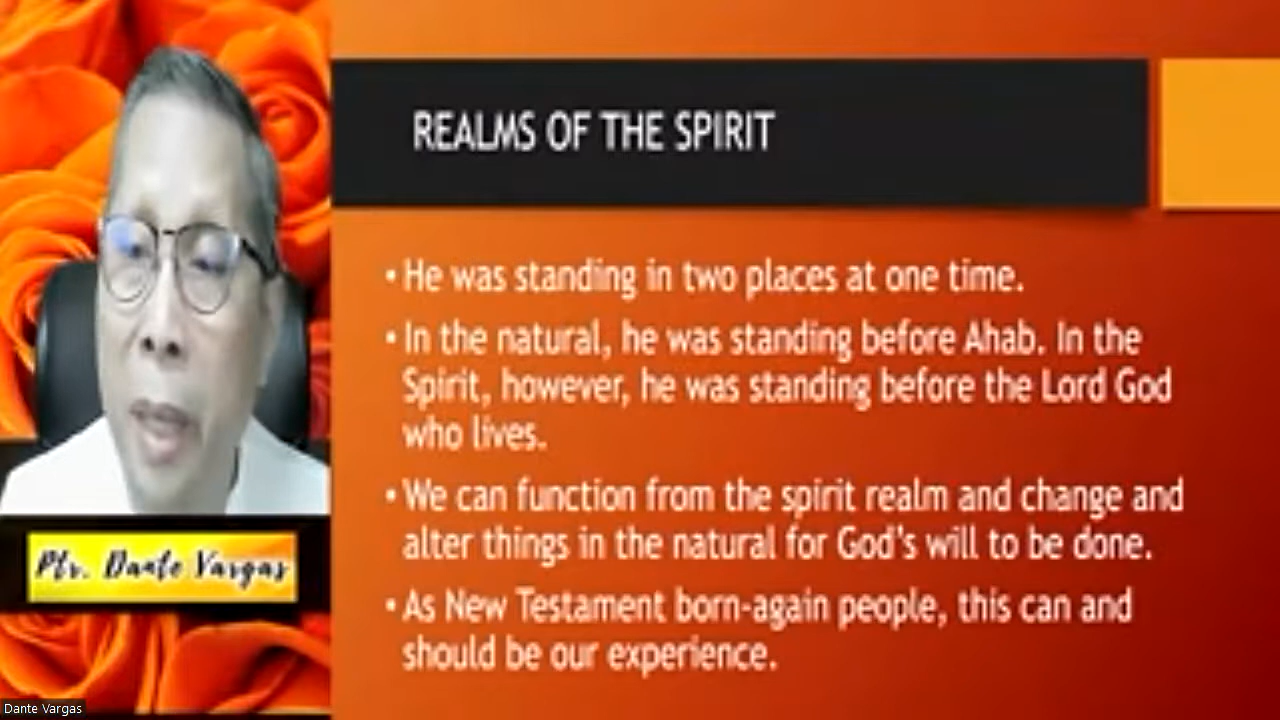 REALMS OF THE SPIRIT
• He was standing in two places at one time.
• In the natural, he was standing before Ahab. In the
Spirit, however, he was standing before the Lord God
who lives.
• We can function from the spirit realm and change and
alter things in the natural for God's will to be done.
• As New Testament born-again people, this can and
should be our experience.
Ptr. Dante Vargas
Dante Vargas